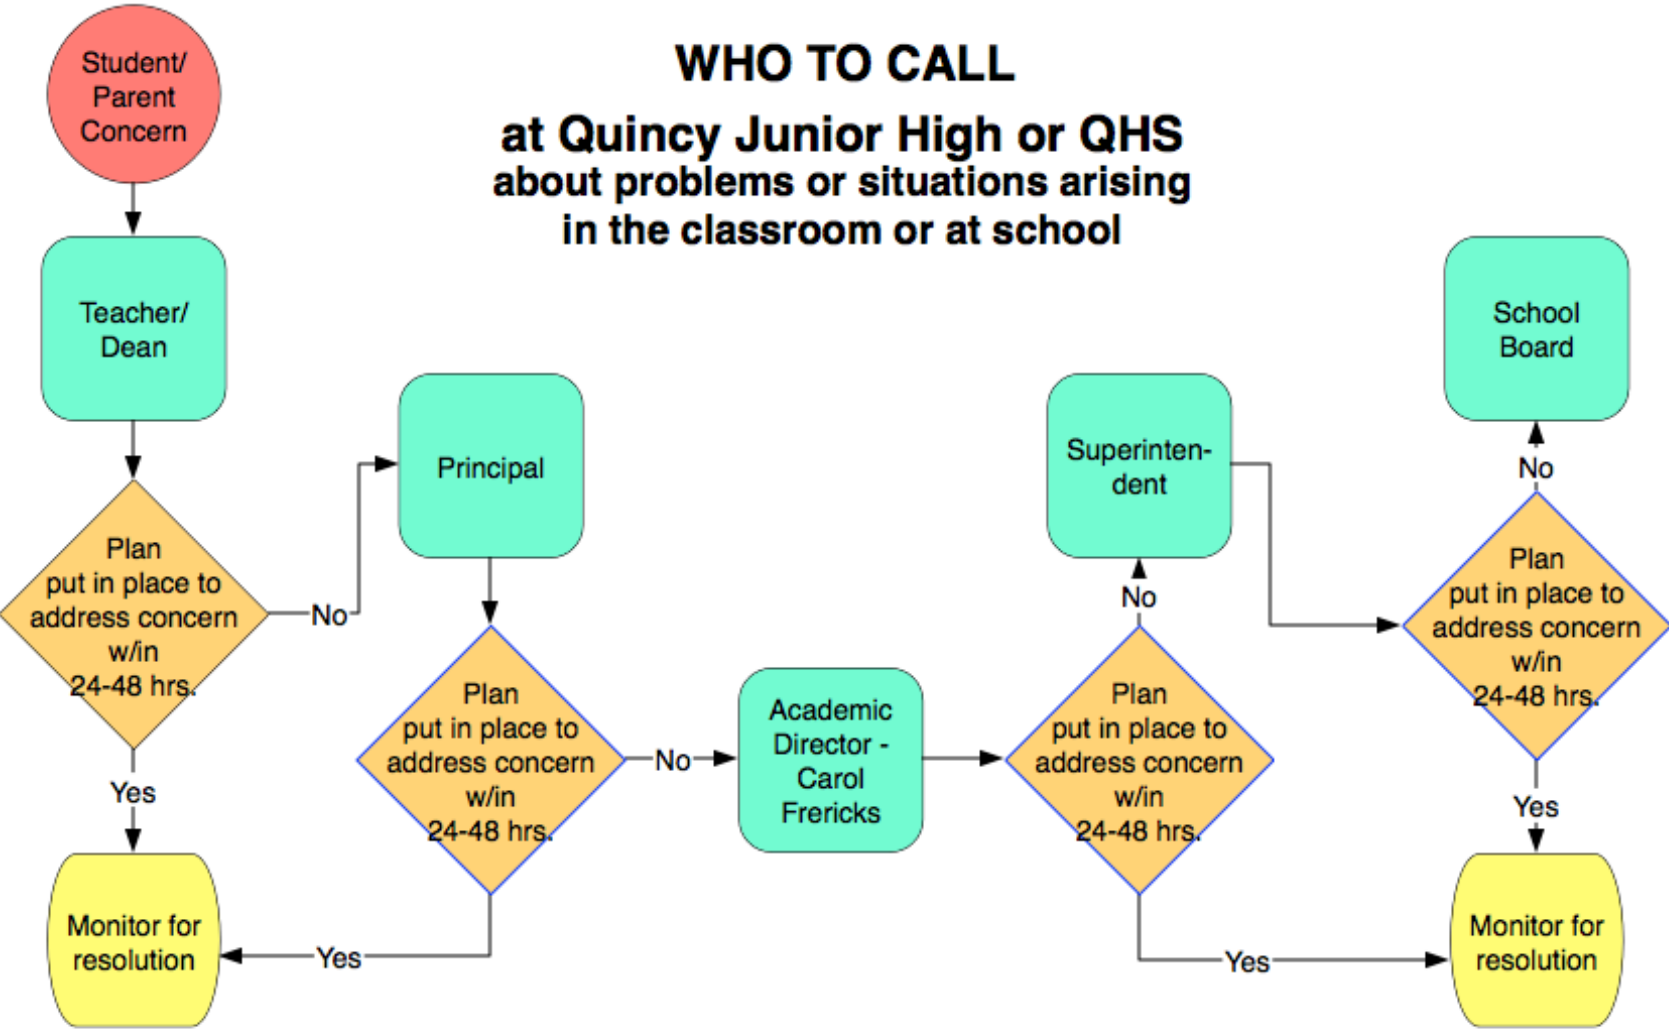 WHO TO CALL
at Quincy Junior High or QHS
about problems or situations arising
in the classroom or at school
Student/
Parent
Concern
Teacher/
Dean
Plan
put in place to
address concern
w/in
24-48 hrs.
No
Yes
Monitor for
resolution
Principal
Plan
put in place to
address concern
w/in
24-48 hrs.
No
Yes
Academic
Director -
Carol
Frericks
Plan
put in place to
address concern
w/in
24-48 hrs.
No
Yes
Superinten-
dent
Plan
put in place to
address concern
w/in
24-48 hrs.
No
Yes
School
Board
Monitor for
resolution